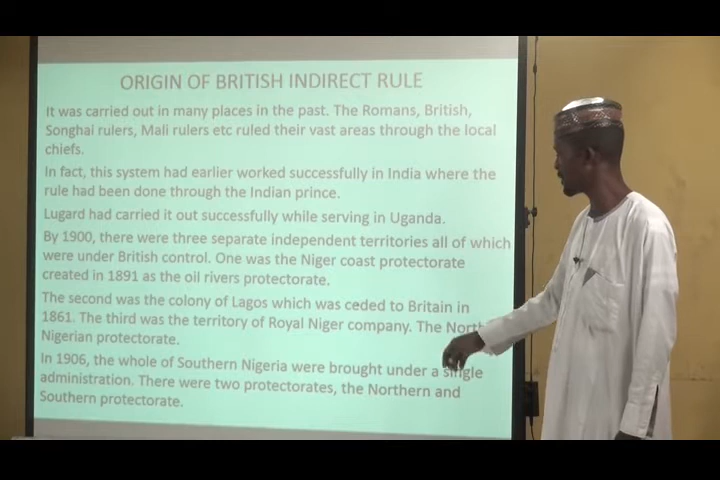 ORIGIN OF BRITISH INDIRECT RULE
It was carried out in many places in the past. The Romans, British,
Songhai rulers, Mali rulers etc ruled their vast areas through the local
chiefs.
In fact, this system had earlier worked successfully in India where the
rule had been done through the Indian prince.
Lugard had carried it out successfully while serving in Uganda.
By 1900, there were three separate independent territories all of which
were under British control. One was the Niger coast protectorate
created in 1891 as the oil rivers protectorate.
The second was the colony of Lagos which was ceded to Britain in
1861. The third was the territory of Royal Niger company. The North
Nigerian protectorate.
In 1906, the whole of Southern Nigeria were brought under a single
administration. There were two protectorates, the Northern and
Southern protectorate.